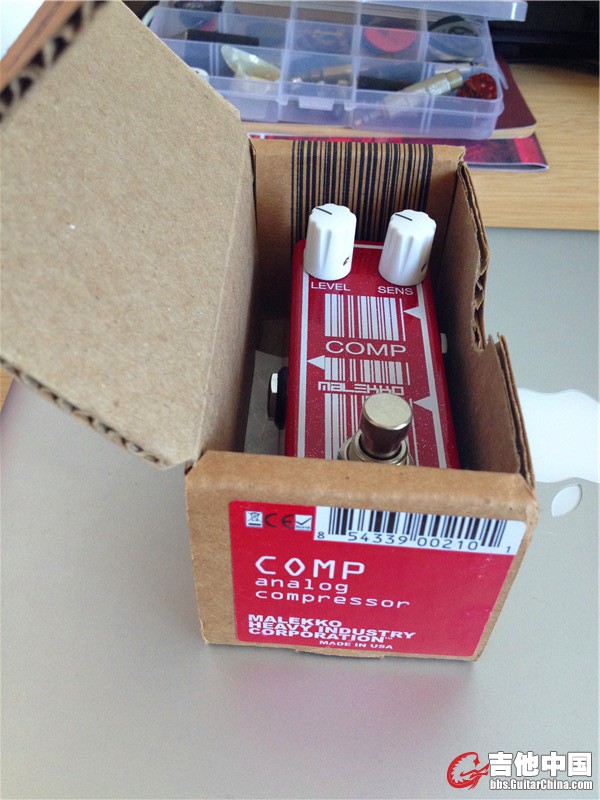 LEVEL SENS
COMP
MALEKKO
CE
8 54339 00210 1
COMP
analog
compressor
MALEKKO
HEAVY INDUSTRY
CORPORATION
MADE IN USA
吉他中国
bbs.GuitarChina.com